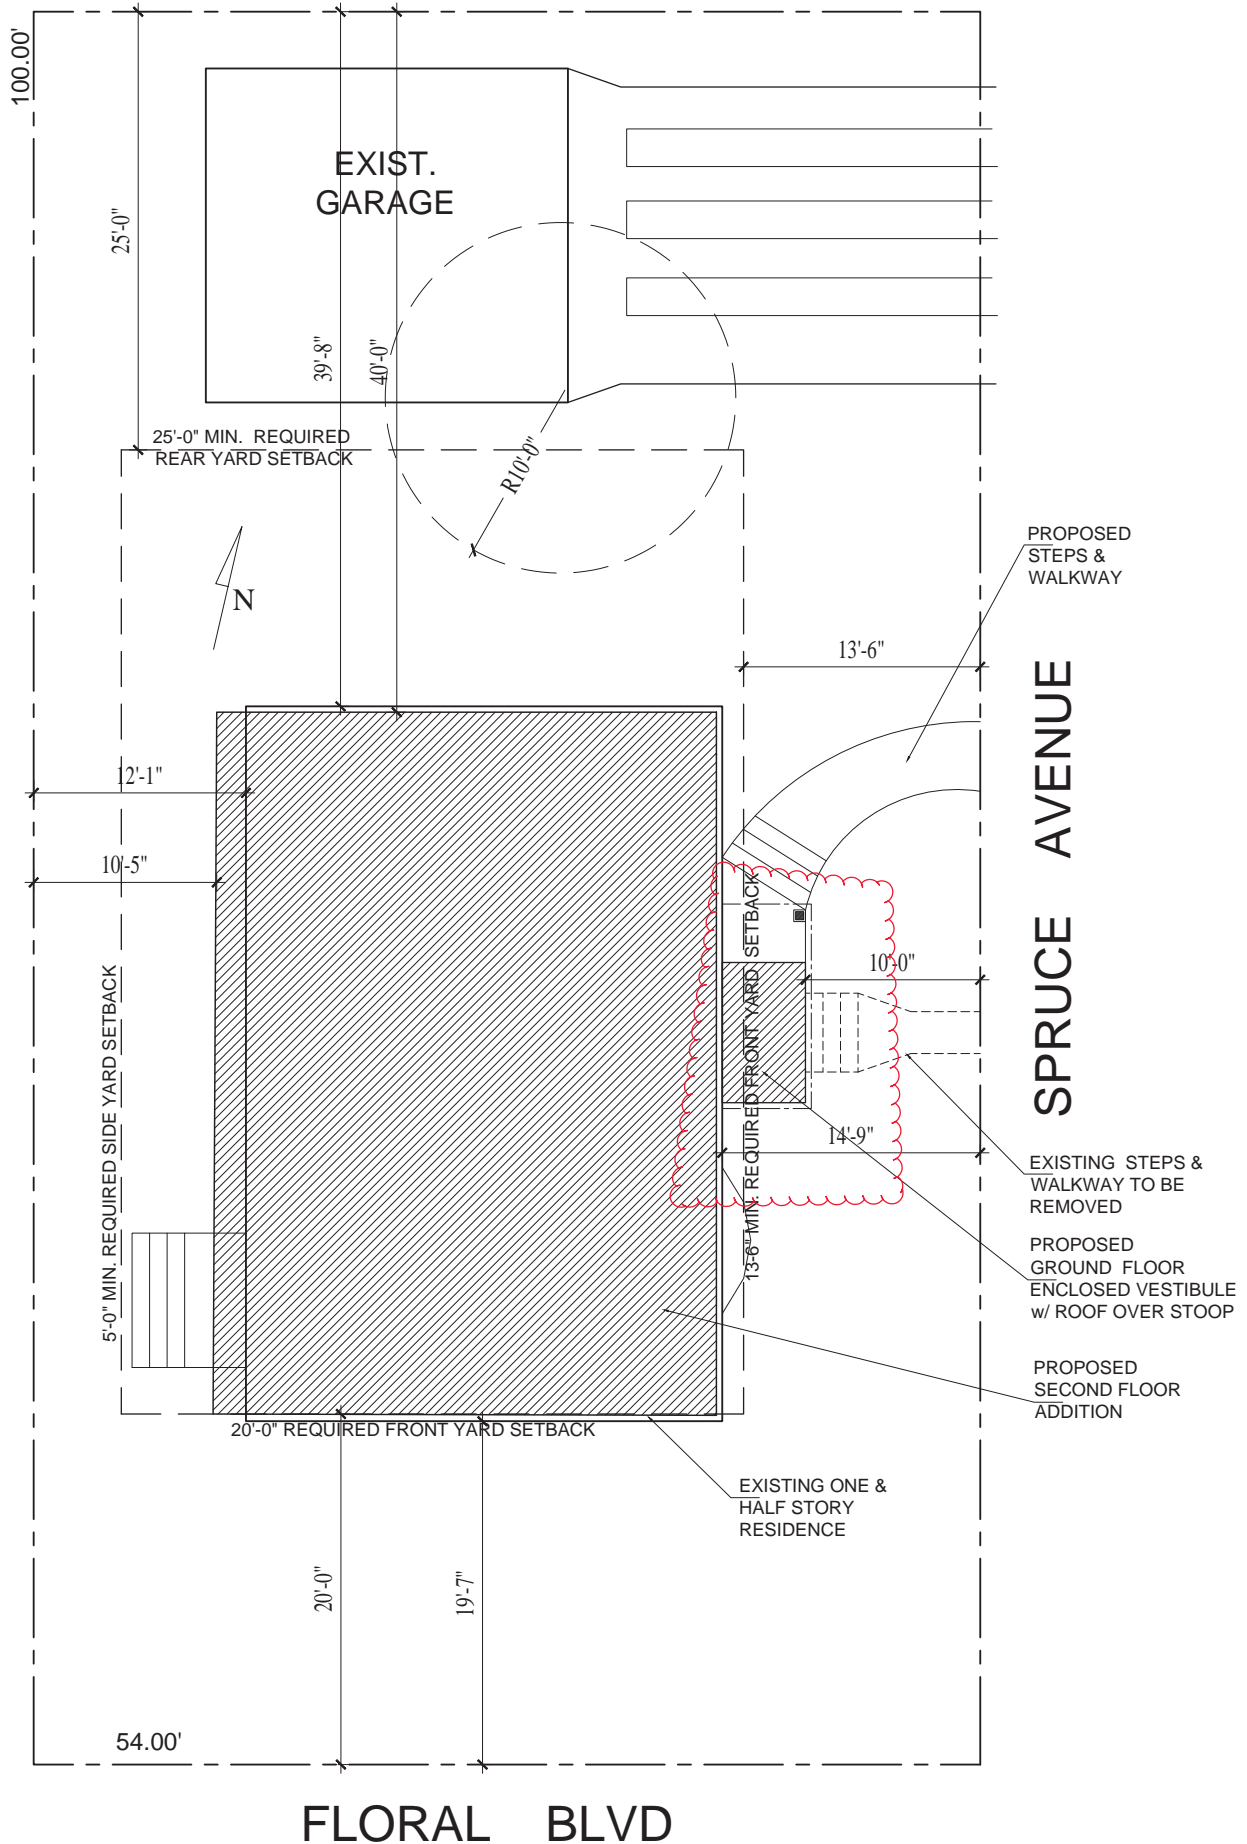 100.00'
EXIST.
GARAGE
25'-0"
39'-8"
40'-0"
25'-0" MIN. REQUIRED
REAR YARD SETBACK
R10'-0"
N
PROPOSED
STEPS &
WALKWAY
13'-6"
12'-1"
10'-5"
SPRUCE AVENUE
5'-0" MIN. REQUIRED SIDE YARD SETBACK
13-6" MIN. REQUIRED FRONT YARD SETBACK
10'-0"
14'-9"
EXISTING STEPS &
WALKWAY TO BE
REMOVED
PROPOSED
GROUND FLOOR
ENCLOSED VESTIBULE
w/ ROOF OVER STOOP
PROPOSED
SECOND FLOOR
ADDITION
20'-0" REQUIRED FRONT YARD SETBACK
EXISTING ONE &
HALF STORY
RESIDENCE
20'-0"
19'-7"
54.00'
FLORAL BLVD